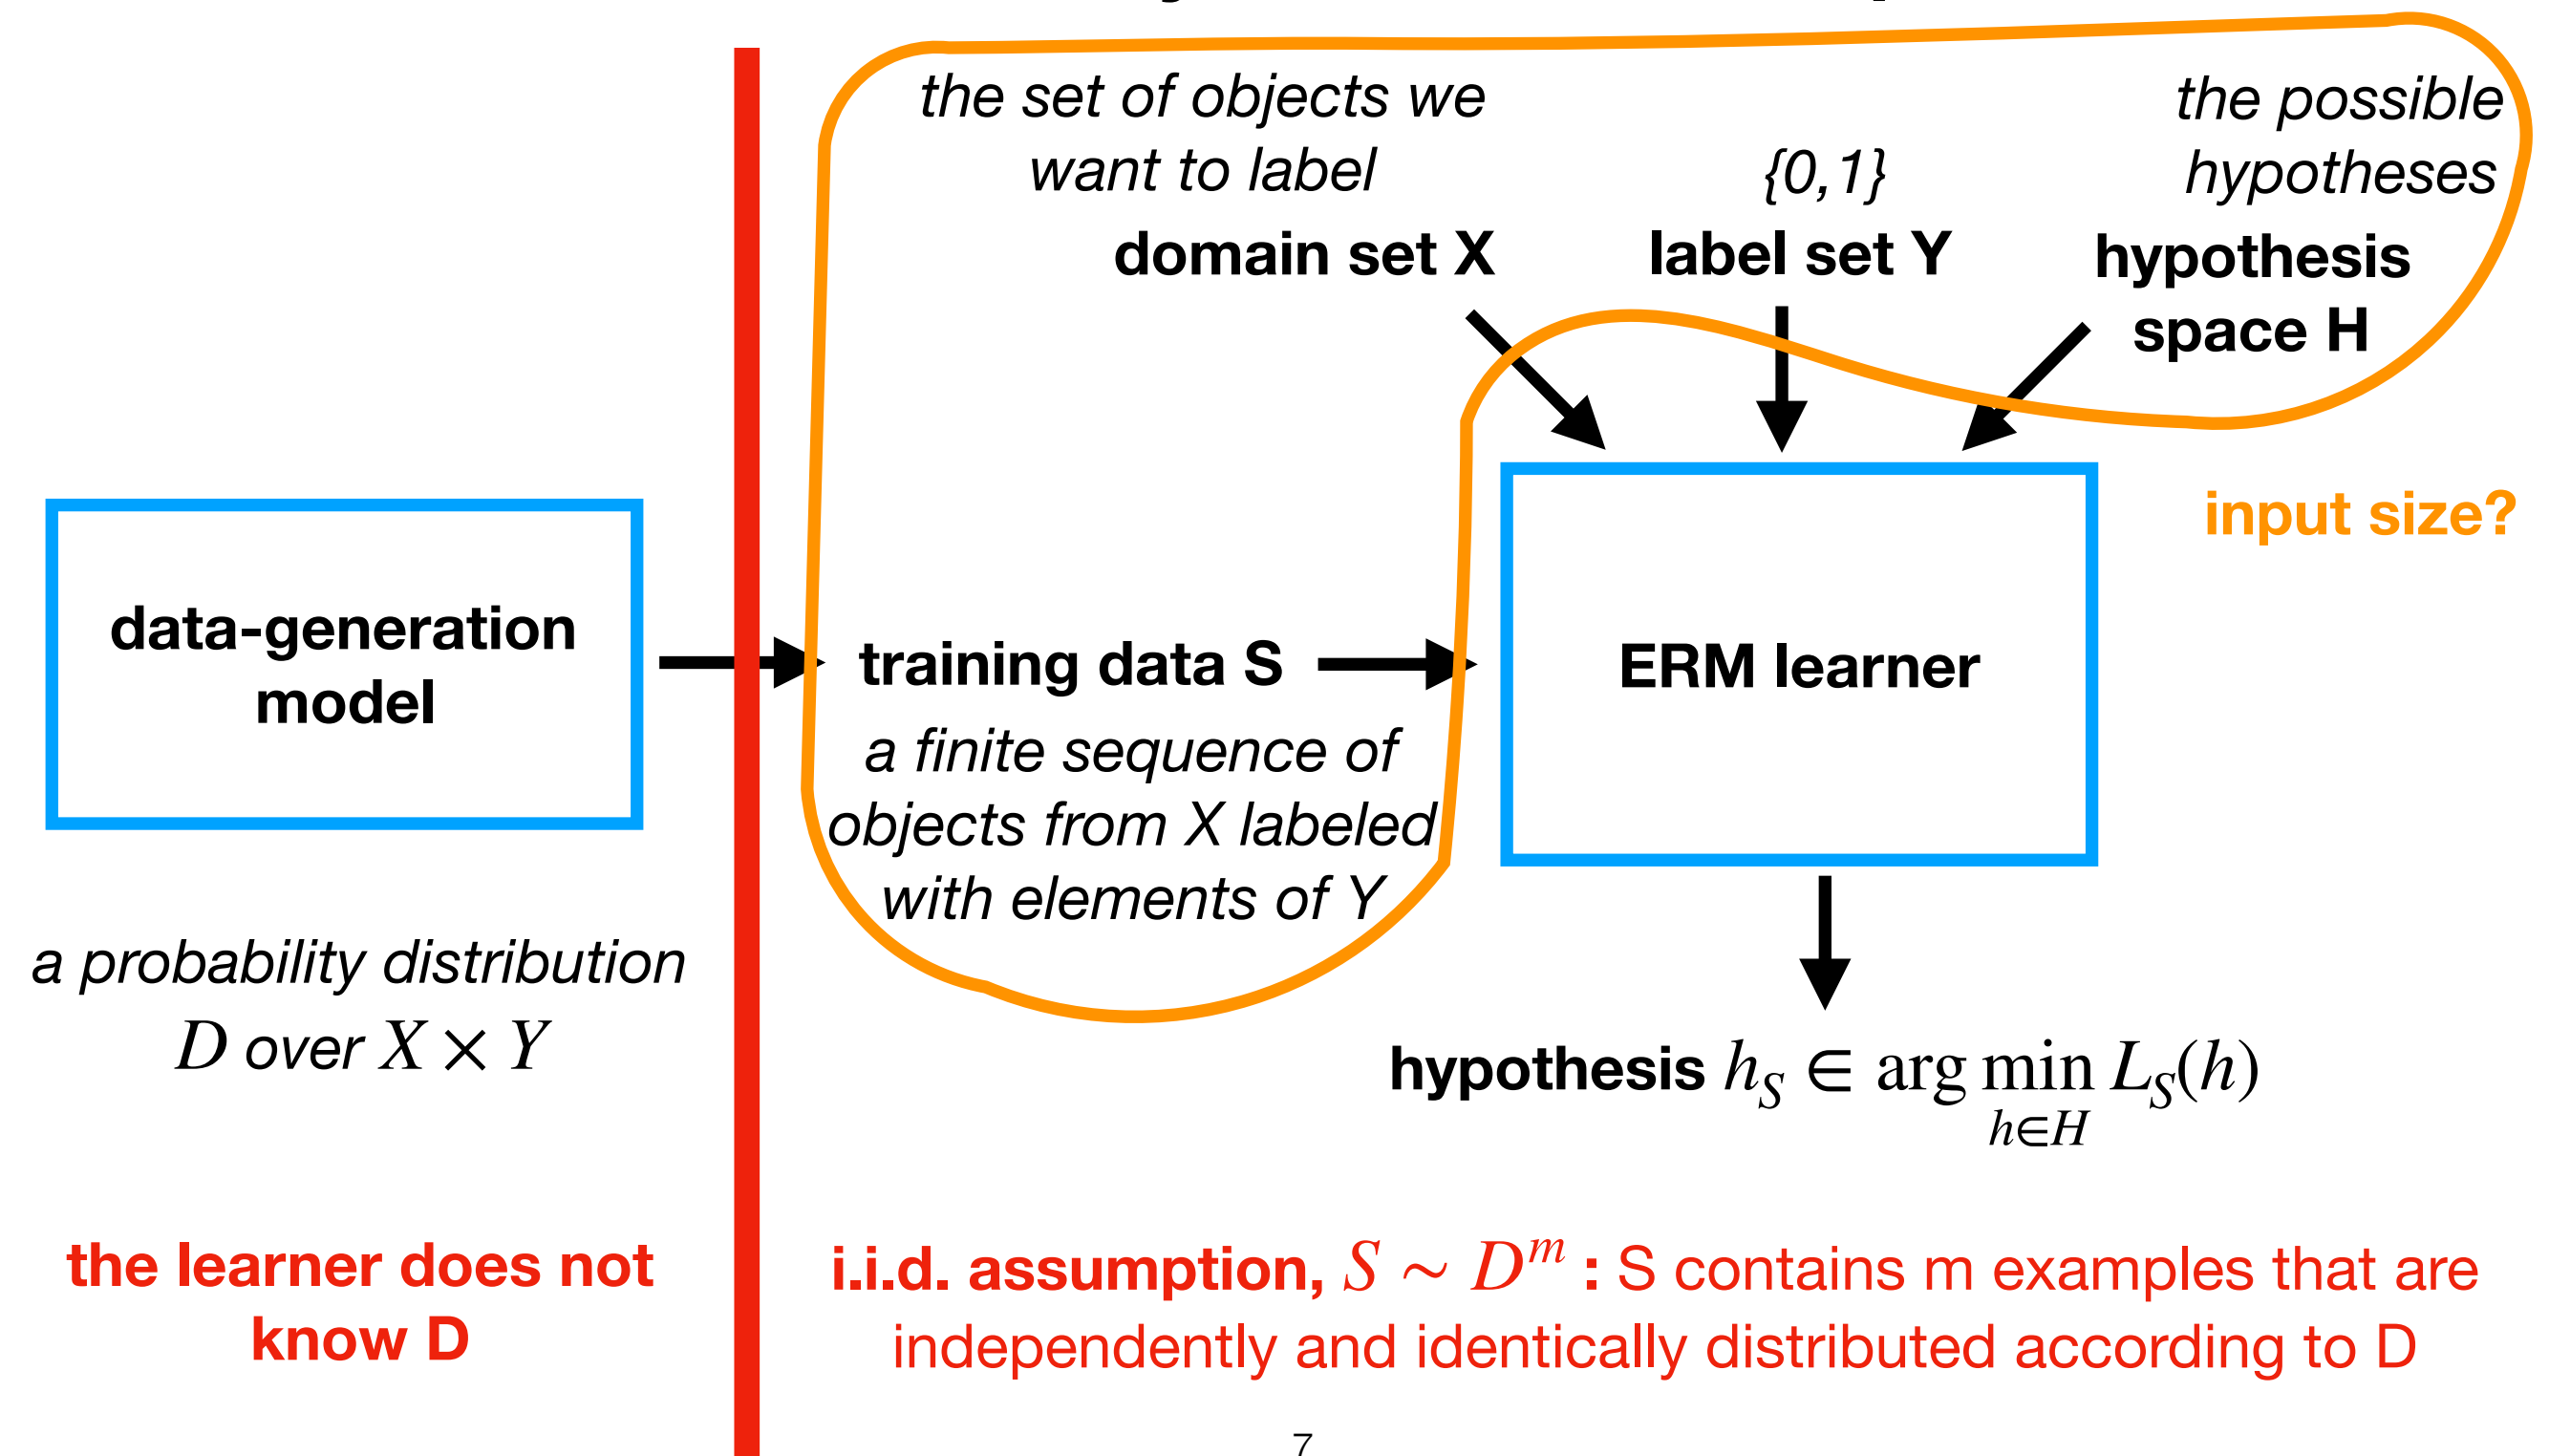 the set of objects we
want to label
domain set X
{0,1}
label set Y
the possible
hypotheses
hypothesis
space H
input size?
data-generation
model
training data S
a finite sequence of
objects from X labeled
with elements of Y
ERM learner
a probability distribution
D over X × Y
hypothesis h_S ∈ arg min L_S(h)
h∈H
the learner does not
know D
i.i.d. assumption, S ∼ D^m : S contains m examples that are
independently and identically distributed according to D
7